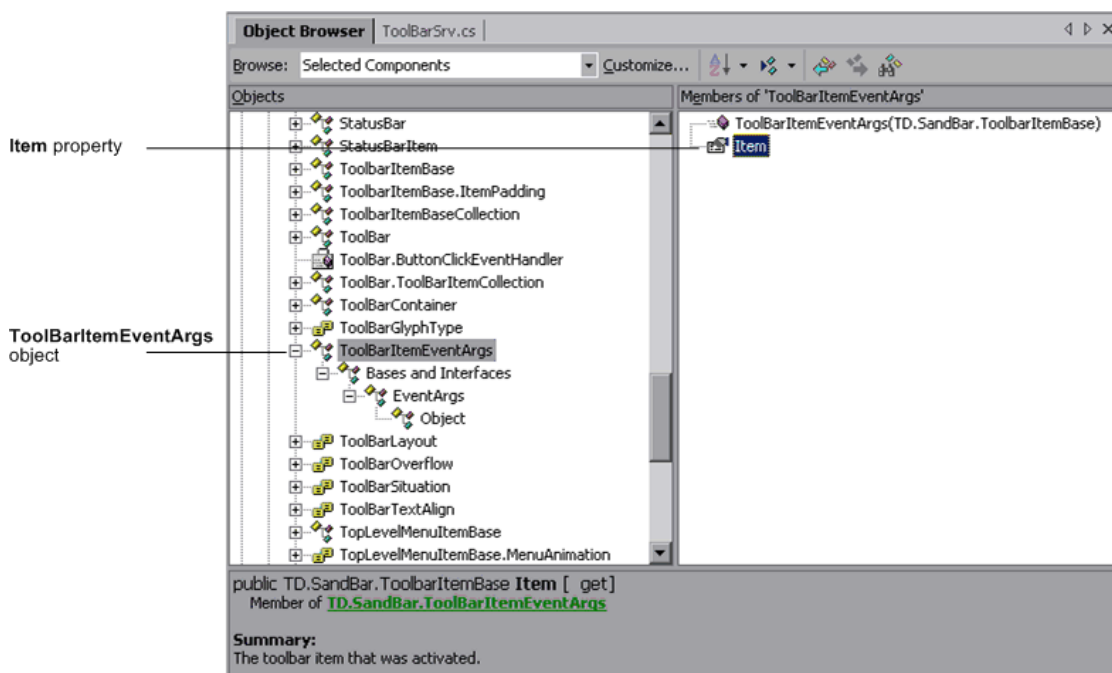 Object Browser ToolBarSrv.cs
Browse: Selected Components Customize...
Objects
Members of 'ToolBarItemEventArgs'
StatusBar
StatusBarItem
ToolbarItemBase
ToolbarItemBase.ItemPadding
ToolbarItemBaseCollection
ToolBar
ToolBar.ButtonClickEventHandler
ToolBar.ToolBarItemCollection
ToolBarContainer
ToolBarGlyphType
ToolBarItemEventArgs
Bases and Interfaces
EventArgs
Object
ToolBarLayout
ToolBarOverflow
ToolBarSituation
ToolBarTextAlign
TopLevelMenuItemBase
TopLevelMenuItemBase.MenuAnimation
ToolBarItemEventArgs(TD.SandBar.ToolbarItemBase)
Item
Item property
ToolBarItemEventArgs
object
public TD.SandBar.ToolbarItemBase Item [ get]
Member of TD.SandBar.ToolBarItemEventArgs
Summary:
The toolbar item that was activated.